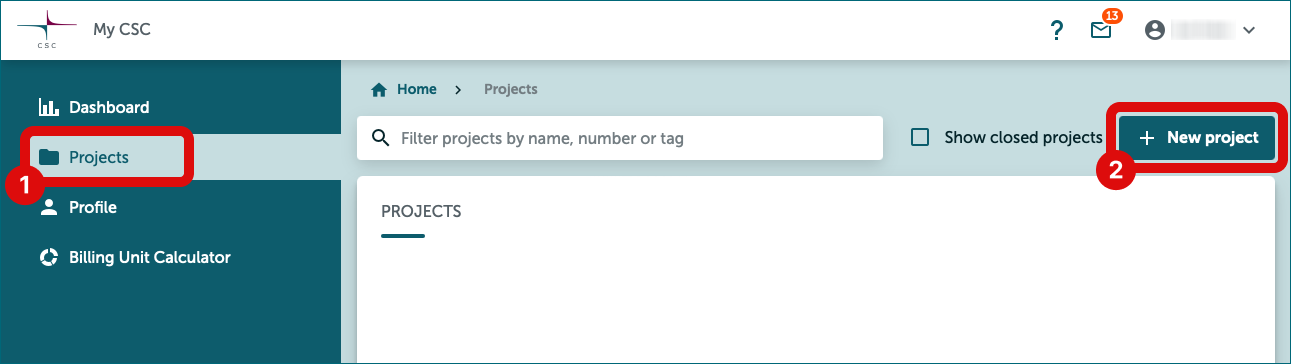 CSC
My CSC
?
13
Dashboard
Projects
Profile
Billing Unit Calculator
1
Home > Projects
Filter projects by name, number or tag
Show closed projects
+ New project
2
PROJECTS